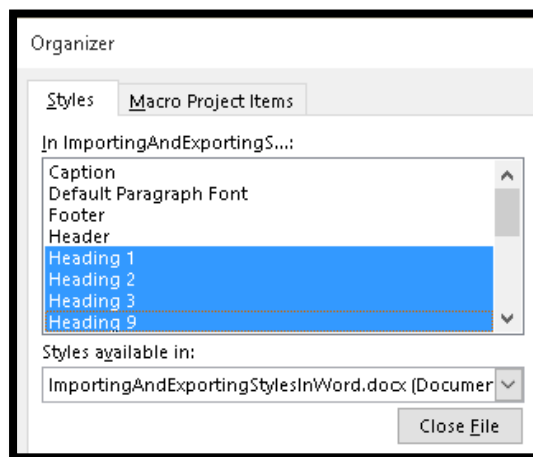 Organizer
Styles Macro Project Items
In ImportingAndExportingS...:
Caption
Default Paragraph Font
Footer
Header
Heading 1
Heading 2
Heading 3
Heading 9
Styles available in:
ImportingAndExportingStylesInWord.docx (Documer
Close File